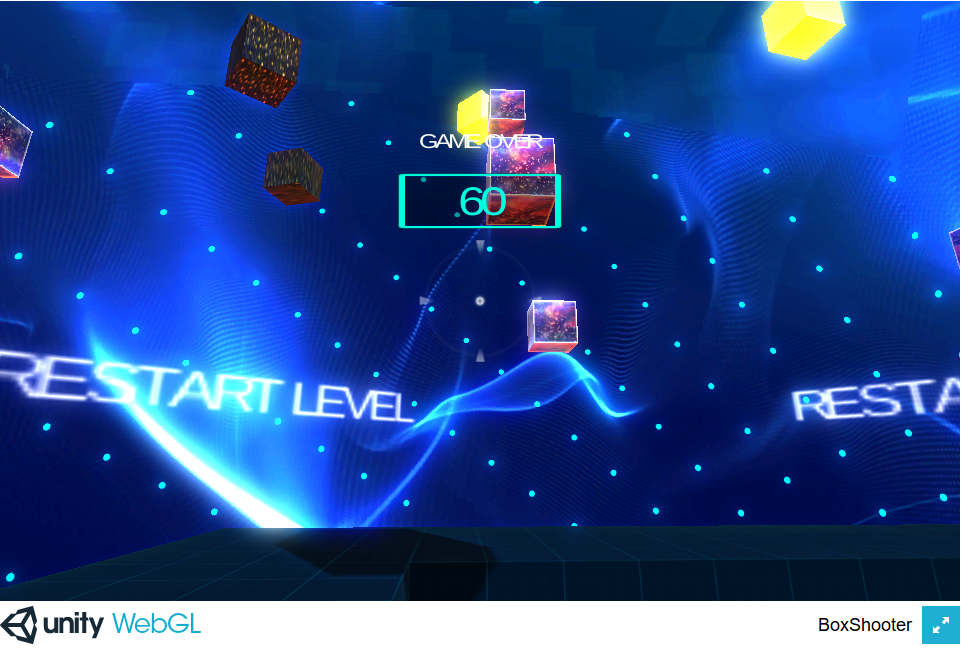 GAME OVER
60
RESTART LEVEL
RESTA
unity WebGL
BoxShooter